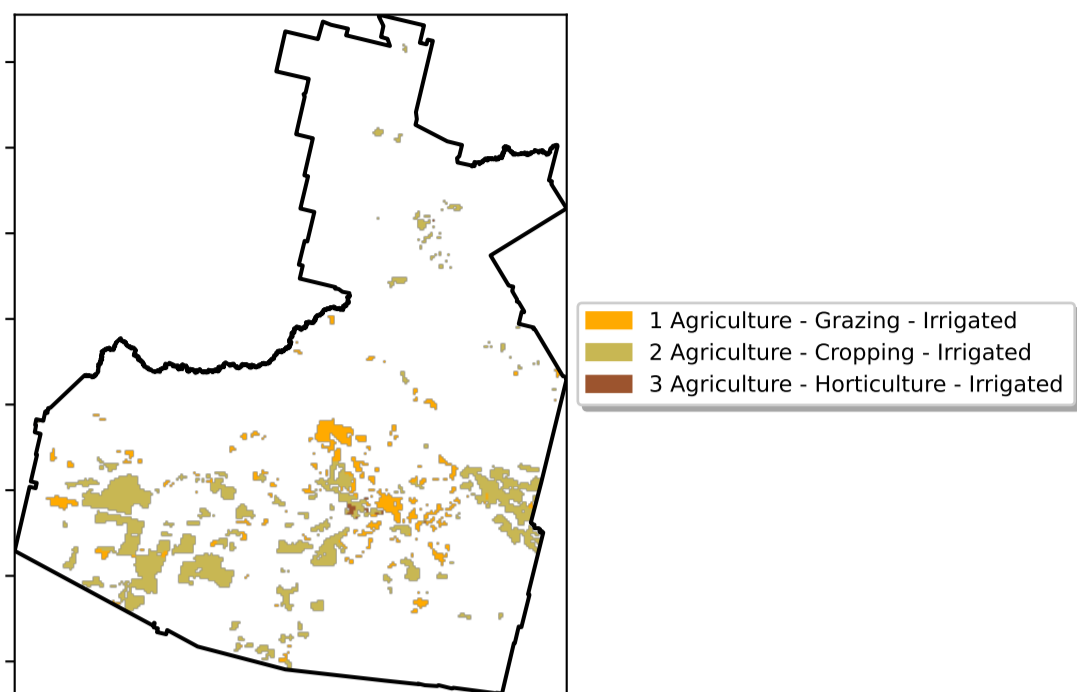 1 Agriculture - Grazing - Irrigated
2 Agriculture - Cropping - Irrigated
3 Agriculture - Horticulture - Irrigated